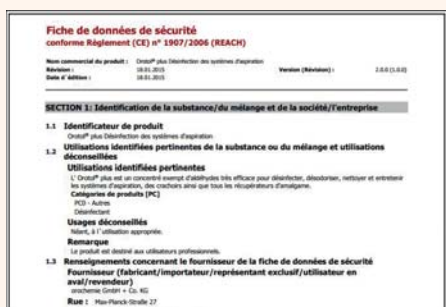 Fiche de données de sécurité
conforme Règlement (CE) n° 1907/2006 (REACH)
Nom commercial du produit : Orotol® plus Désinfection des systèmes d'aspiration
Révision : 18.01.2015 Version (Révision) : 2.0.0 (1.0.0)
Date d´édition : 18.01.2015
SECTION 1: Identification de la substance/du mélange et de la société/l'entreprise
1.1 Identificateur de produit
Orotol® plus Désinfection des systèmes d'aspiration
1.2 Utilisations identifiées pertinentes de la substance ou du mélange et utilisations
déconseillées
Utilisations identifiées pertinentes
L' Orotol® plus est un concentré exempt d'aldéhydes très efficace pour désinfecter, désodoriser, nettoyer et entretenir
les systèmes d'aspiration, des crachoirs ainsi que tous les récupérateurs d'amalgame.
Catégories de produits [PC]
PC0 - Autres
Désinfectant
Usages déconseillés
Néant, à l´utilisation appropriée.
Remarque
Le produit est destiné aux utilisateurs professionnels.
1.3 Renseignements concernant le fournisseur de la fiche de données de sécurité
Fournisseur (fabricant/importateur/représentant exclusif/utilisateur en
aval/revendeur)
orochemie GmbH + Co. KG
Rue : Max-Planck-Straße 27